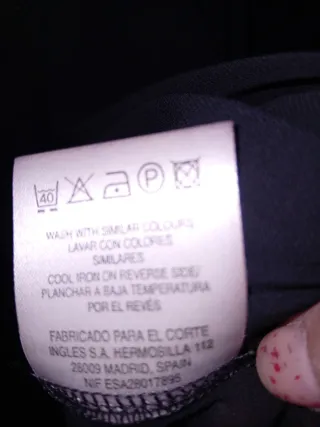 40 P
WASH WITH SIMILAR COLOURS
LAVAR CON COLORES
SIMILARES
COOL IRON ON REVERSE SIDE/
PLANCHAR A BAJA TEMPERATURA
POR EL REVÉS
FABRICADO PARA EL CORTE
INGLES S.A. HERMOSILLA 112
28009 MADRID, SPAIN
NIF ESA28017895